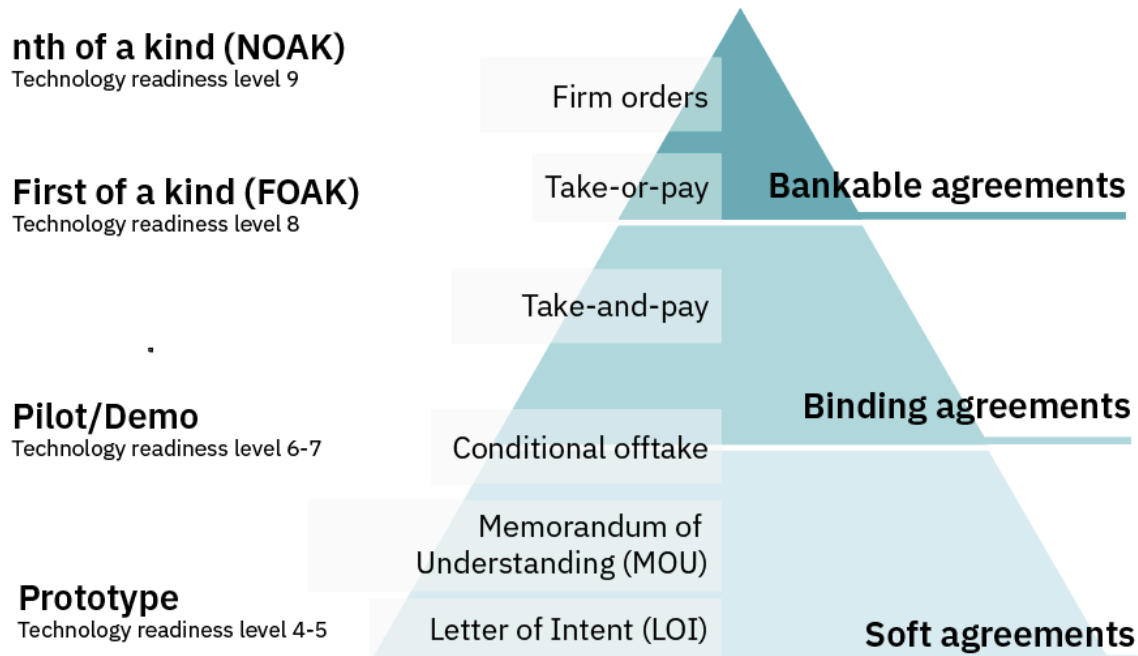 nth of a kind (NOAK)
Technology readiness level 9
Firm orders
First of a kind (FOAK)
Technology readiness level 8
Take-or-pay
Bankable agreements
Take-and-pay
Pilot/Demo
Technology readiness level 6-7
Binding agreements
Conditional offtake
Memorandum of
Understanding (MOU)
Prototype
Technology readiness level 4-5
Letter of Intent (LOI)
Soft agreements